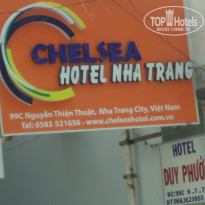 TOP Hotels
CHELSEA
HOTEL NHA TRANG
99C Nguyễn Thiện Thuật, Nha Trang City, Việt Nam
Tel: 0583 521656 - www.chelseahotel.com.vn
HOTEL
DUY PHƯỚ